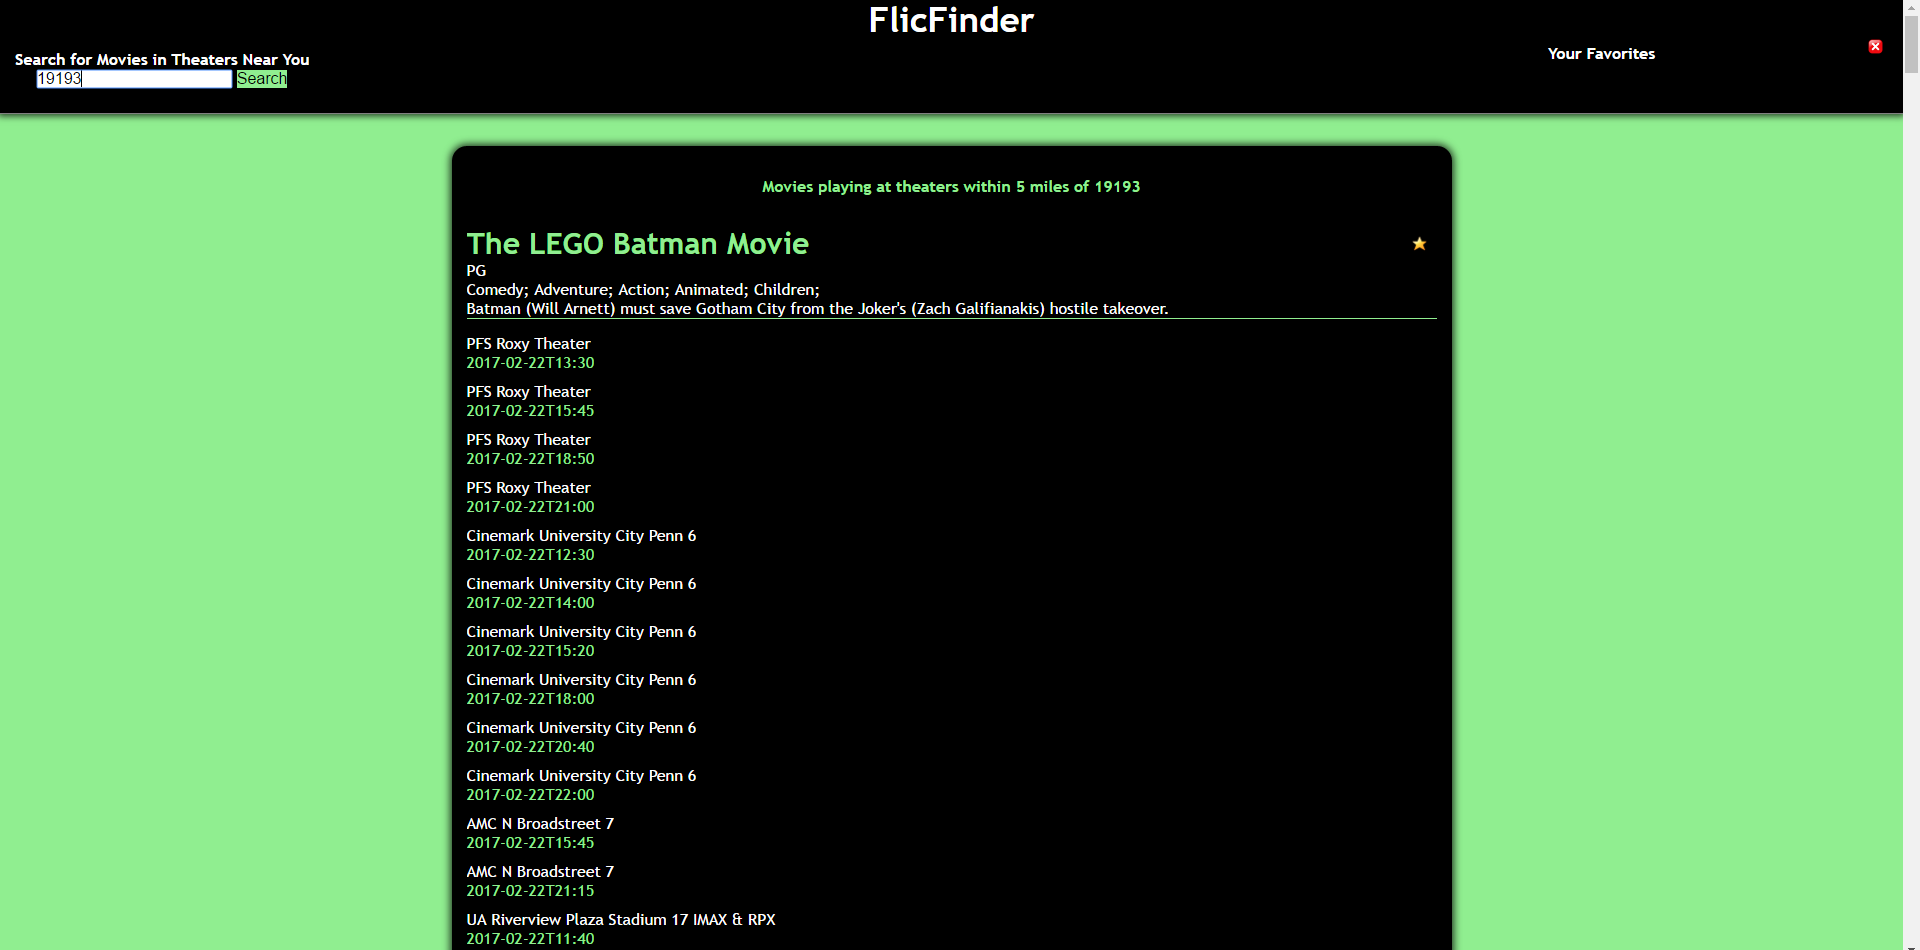 FlicFinder
Search for Movies in Theaters Near You
19193 Search
Your Favorites
Movies playing at theaters within 5 miles of 19193
The LEGO Batman Movie
PG
Comedy; Adventure; Action; Animated; Children;
Batman (Will Arnett) must save Gotham City from the Joker's (Zach Galifianakis) hostile takeover.
PFS Roxy Theater
2017-02-22T13:30
PFS Roxy Theater
2017-02-22T15:45
PFS Roxy Theater
2017-02-22T18:50
PFS Roxy Theater
2017-02-22T21:00
Cinemark University City Penn 6
2017-02-22T12:30
Cinemark University City Penn 6
2017-02-22T14:00
Cinemark University City Penn 6
2017-02-22T15:20
Cinemark University City Penn 6
2017-02-22T18:00
Cinemark University City Penn 6
2017-02-22T20:40
Cinemark University City Penn 6
2017-02-22T22:00
AMC N Broadstreet 7
2017-02-22T15:45
AMC N Broadstreet 7
2017-02-22T21:15
UA Riverview Plaza Stadium 17 IMAX & RPX
2017-02-22T11:40